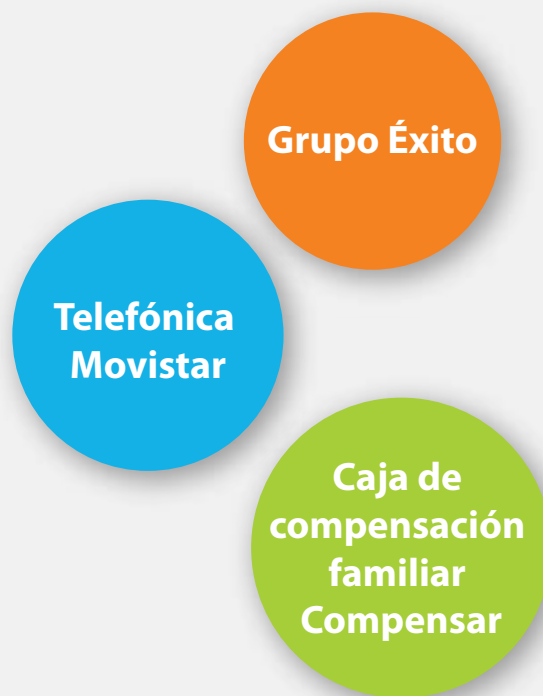 Grupo Éxito
Telefónica
Movistar
Caja de
compensación
familiar
Compensar